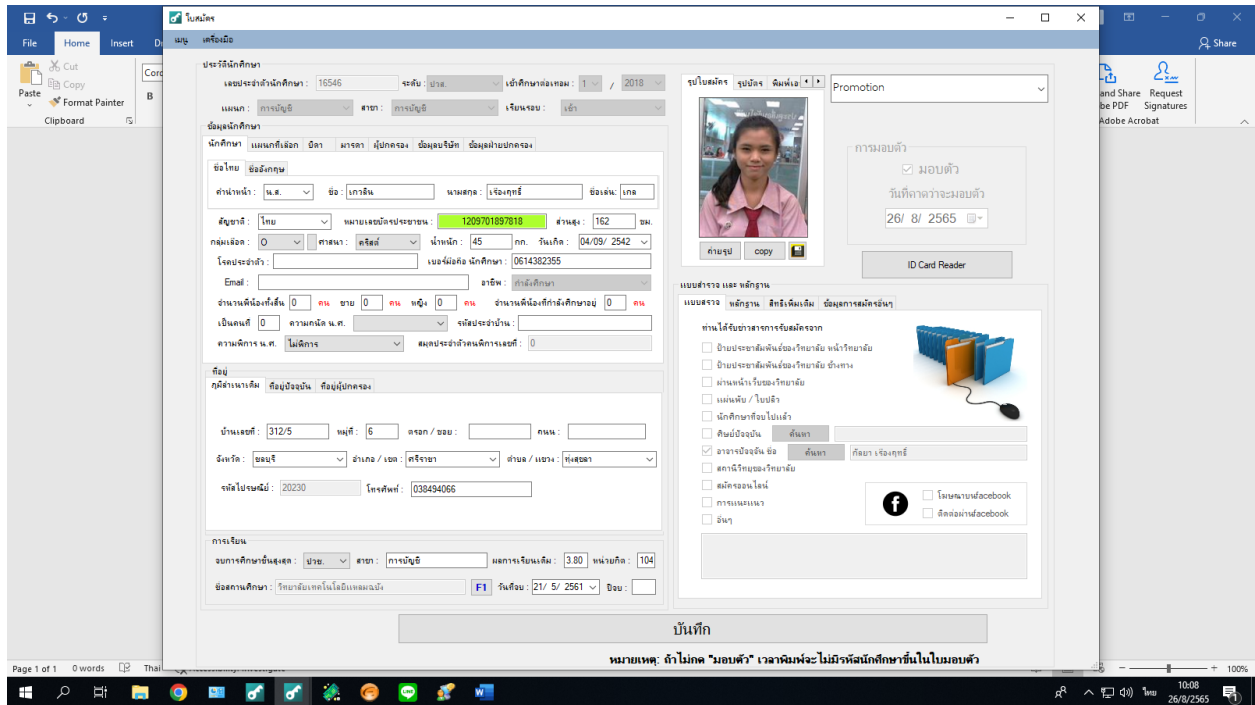 ใบสมัคร
File Home Insert Share
เมนู เครื่องมือ
Cut
Copy
Paste Format Painter
Clipboard
B
and Share Request
Signatures
Adobe Acrobat
ประวัตินักศึกษา
เลขประจำตัวนักศึกษา : 16546 ระดับ : ปวส. เข้าศึกษาต่อเทอม : 1 / 2018
แผนก : การบัญชี สาขา : การบัญชี เรียนรอบ : เช้า
ข้อมูลนักศึกษา
นักศึกษา แผนกที่เลือก บิดา มารดา ผู้ปกครอง ข้อมูลบริษัท ข้อมูลฝ่ายปกครอง
ชื่อไทย ชื่ออังกฤษ
คำนำหน้า : น.ส. ชื่อ : เกวลิน นามสกุล : เรืองฤทธิ์ ชื่อเล่น: เกล
สัญชาติ : ไทย หมายเลขบัตรประชาชน : 1209701897818 ส่วนสูง : 162 ซม.
กลุ่มเลือด : O ศาสนา : คริสต์ น้ำหนัก : 45 กก. วันเกิด : 04/09/ 2542
โรคประจำตัว : เบอร์มือถือ นักศึกษา : 0614382355
Email : อาชีพ : กำลังศึกษา
จำนวนพี่น้องทั้งสิ้น 0 คน ชาย 0 คน หญิง 0 คน จำนวนพี่น้องที่กำลังศึกษาอยู่ 0 คน
เป็นคนที่ 0 ความถนัด น.ศ. รหัสประจำบ้าน :
ความพิการ น.ศ. ไม่พิการ สมุดประจำตัวคนพิการเลขที่ : 0
ที่อยู่
ภูมิลำเนาเดิม ที่อยู่ปัจจุบัน ที่อยู่ผู้ปกครอง
บ้านเลขที่ : 312/5 หมู่ที่ : 6 ตรอก / ซอย : ถนน :
จังหวัด : ชลบุรี อำเภอ / เขต : ศรีราชา ตำบล / แขวง : ทุ่งสุขลา
รหัสไปรษณีย์ : 20230 โทรศัพท์ : 038494066
การเรียน
จบการศึกษาชั้นสูงสุด : ปวช. สาขา : การบัญชี ผลการเรียนเดิม : 3.80 หน่วยกิต : 104
ชื่อสถานศึกษา : วิทยาลัยเทคโนโลยีแหลมฉบัง F1 วันที่จบ : 21/ 5/ 2561 ปีจบ :
รูปใบสมัคร รูปบัตร พิมพ์เอ
Promotion
การมอบตัว
มอบตัว
วันที่คาดว่าจะมอบตัว
26/ 8/ 2565
ถ่ายรูป copy
ID Card Reader
แบบสำรวจ และ หลักฐาน
แบบสรวจ หลักฐาน สิทธิเพิ่มเติม ข้อมูลการสมัครอื่นๆ
ท่านได้รับข่าวสารการรับสมัครจาก
ป้ายประชาสัมพันธ์ของวิทยาลัย หน้าวิทยาลัย
ป้ายประชาสัมพันธ์ของวิทยาลัย ข้างทาง
ผ่านหน้าเว็บของวิทยาลัย
แผ่นพับ / ใบปลิว
นักศึกษาที่จบไปแล้ว
ศิษย์ปัจจุบัน ค้นหา
อาจารปัจจุจัน ชื่อ ค้นหา กัลยา เรืองฤทธิ์
สถานีวิทยุของวิทยาลัย
สมัครออนไลน์
การแนะแนว
อื่นๆ
โฆษณาบนfacebook
ติดต่อผ่านfacebook
บันทึก
หมายเหตุ: ถ้าไม่กด "มอบตัว" เวลาพิมพ์จะไม่มีรหัสนักศึกษาขึ้นในใบมอบตัว
Page 1 of 1 0 words Thai 100%
ไทย 10:08
26/8/2565